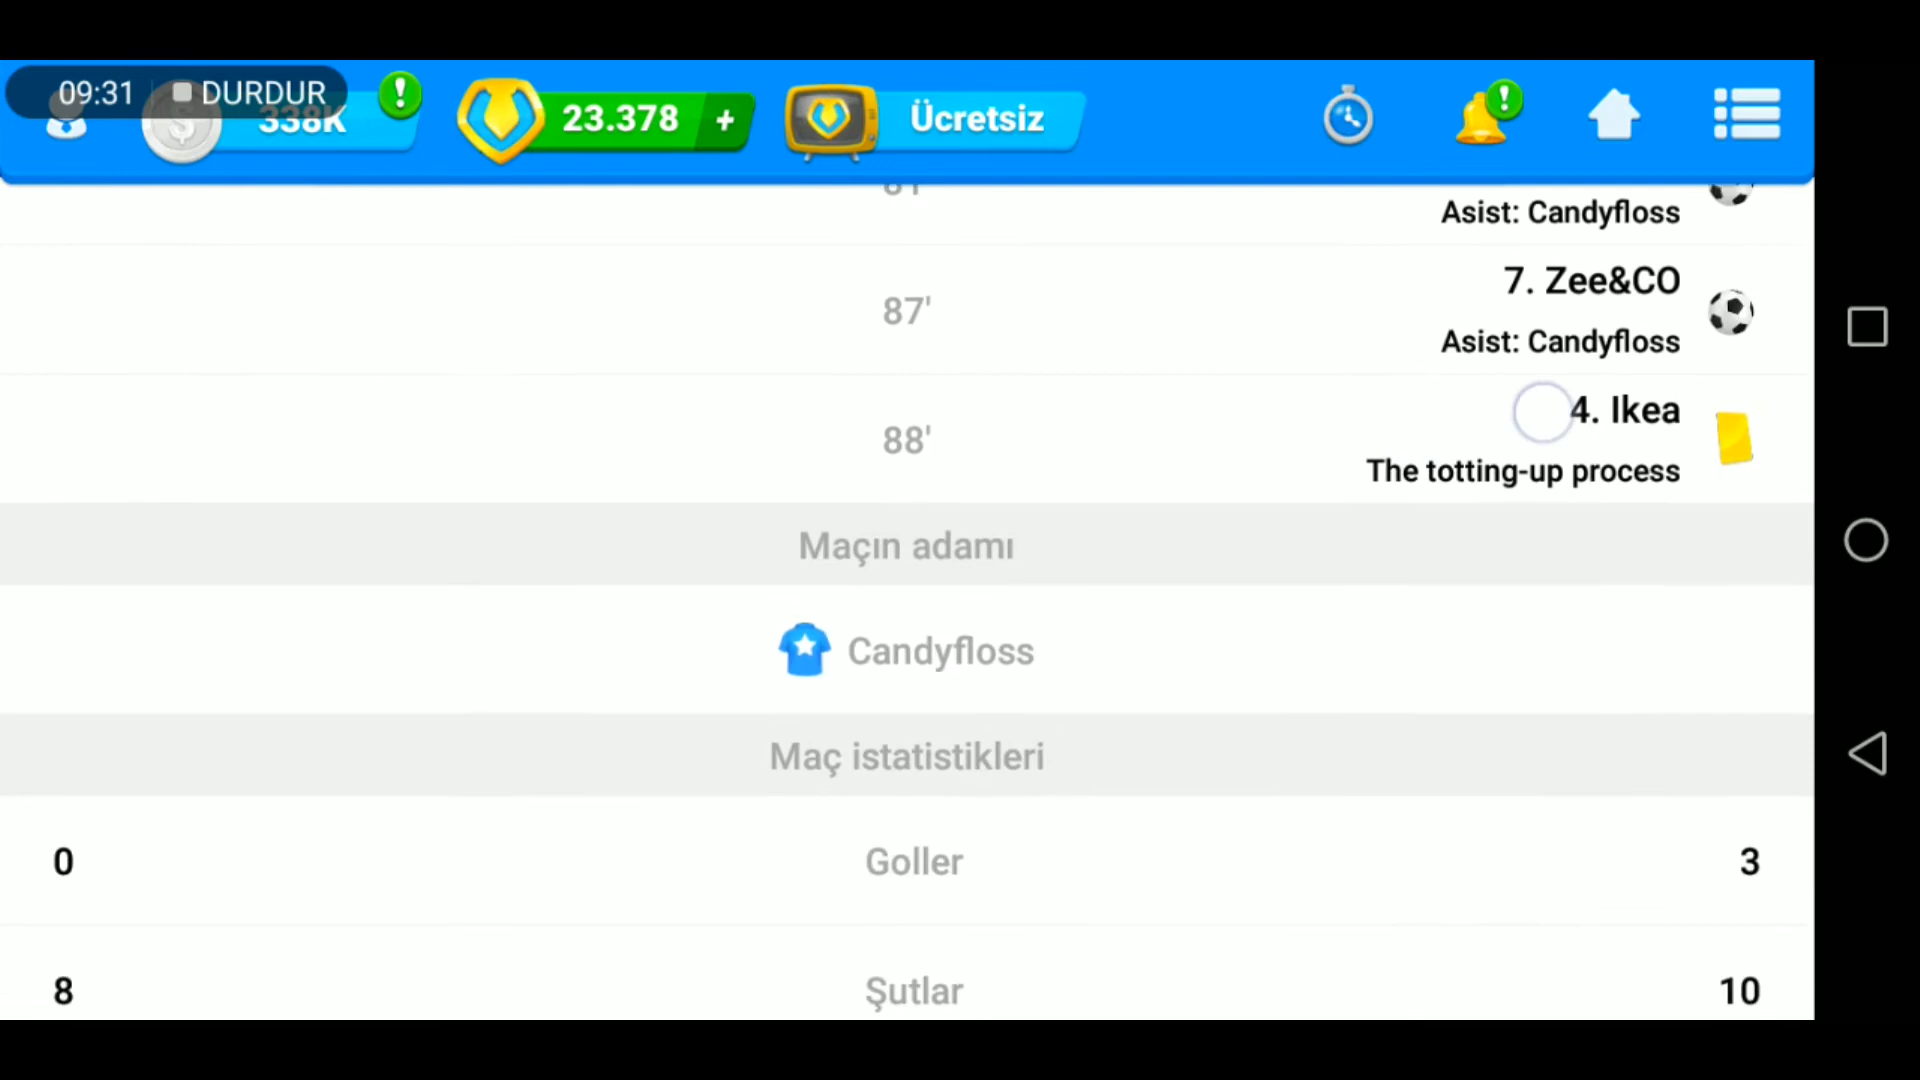 09:31 DURDUR
338K
23.378 +
Ücretsiz
Asist: Candyfloss
7. Zee&CO
87'
Asist: Candyfloss
4. Ikea
88'
The totting-up process
Maçın adamı
Candyfloss
Maç istatistikleri
0 Goller 3
8 Şutlar 10